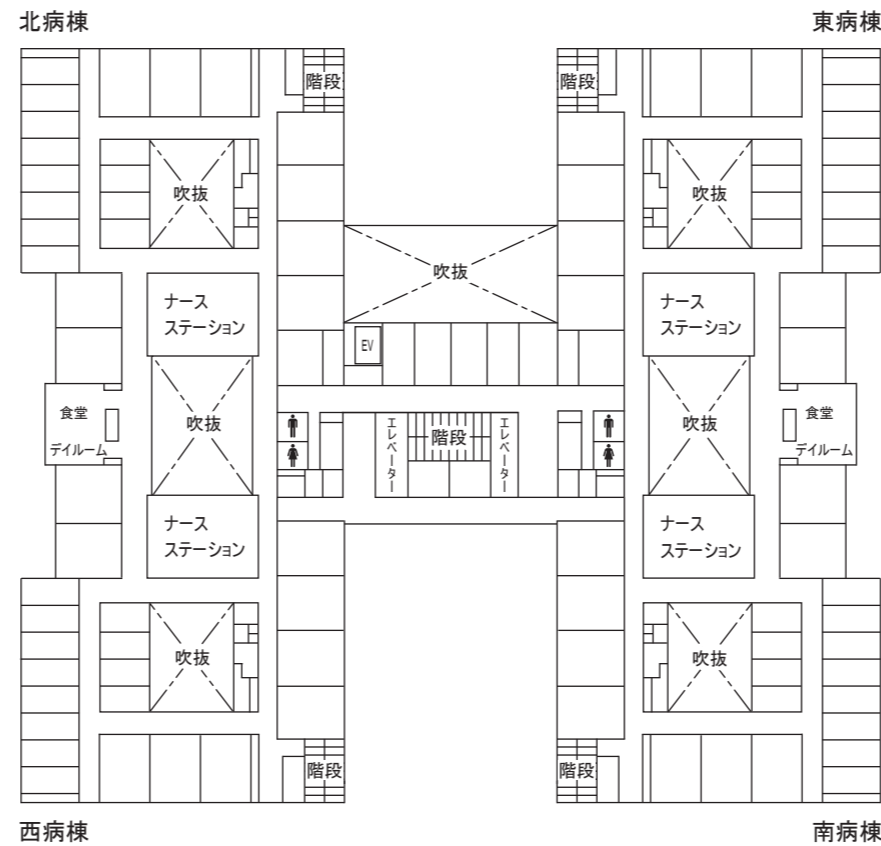 北病棟
東病棟
階段
階段
吹抜
吹抜
吹抜
ナース
ステーション
ナース
ステーション
EV
食堂
デイルーム
吹抜
エレベーター
階段
エレベーター
吹抜
食堂
デイルーム
ナース
ステーション
ナース
ステーション
吹抜
吹抜
階段
階段
西病棟
南病棟